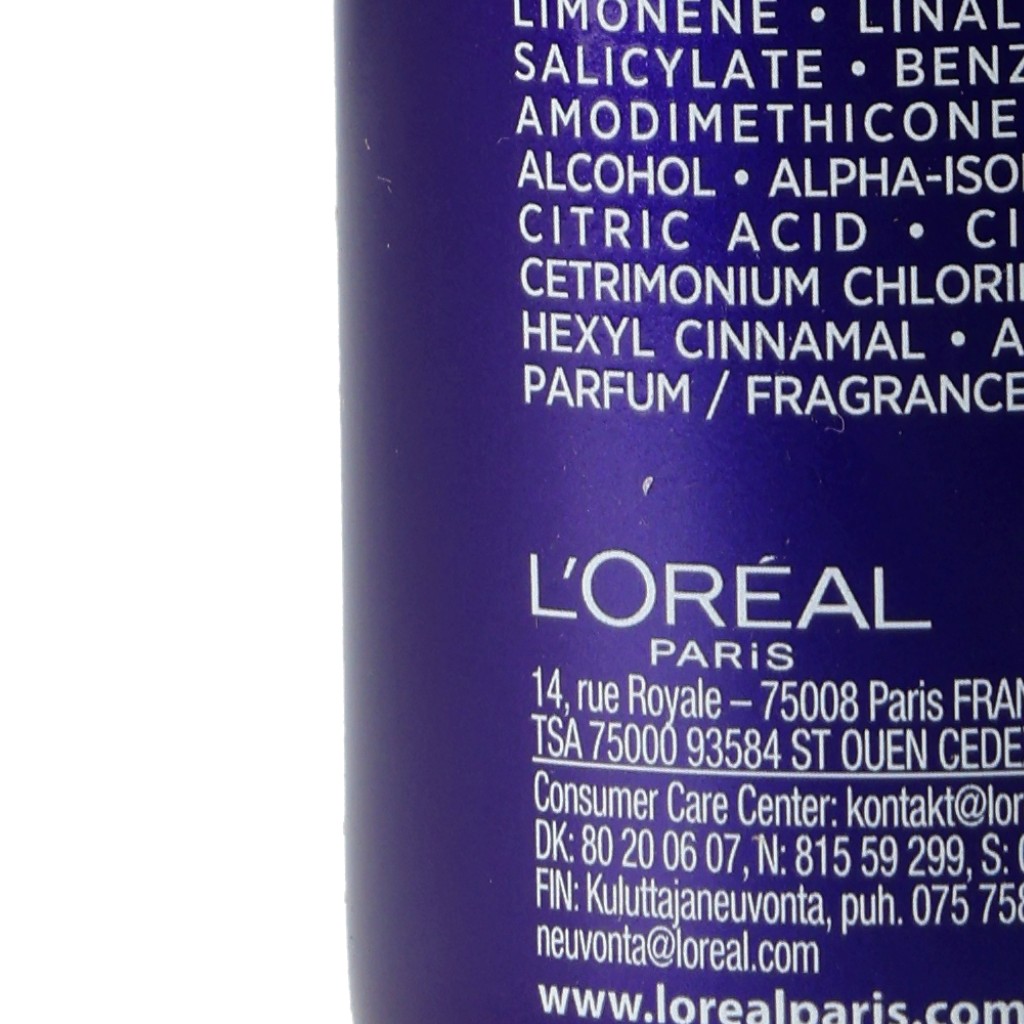 LIMONENE • LINAL
SALICYLATE • BENZ
AMODIMETHICONE
ALCOHOL • ALPHA-ISO
CITRIC ACID • CI
CETRIMONIUM CHLORI
HEXYL CINNAMAL • A
PARFUM / FRAGRANCE
L'ORÉAL
PARiS
14, rue Royale – 75008 Paris FRAN
TSA 75000 93584 ST OUEN CEDE
Consumer Care Center: kontakt@lor
DK: 80 20 06 07, N: 815 59 299, S:
FIN: Kuluttajaneuvonta, puh. 075 758
neuvonta@loreal.com
www.lorealparis.com